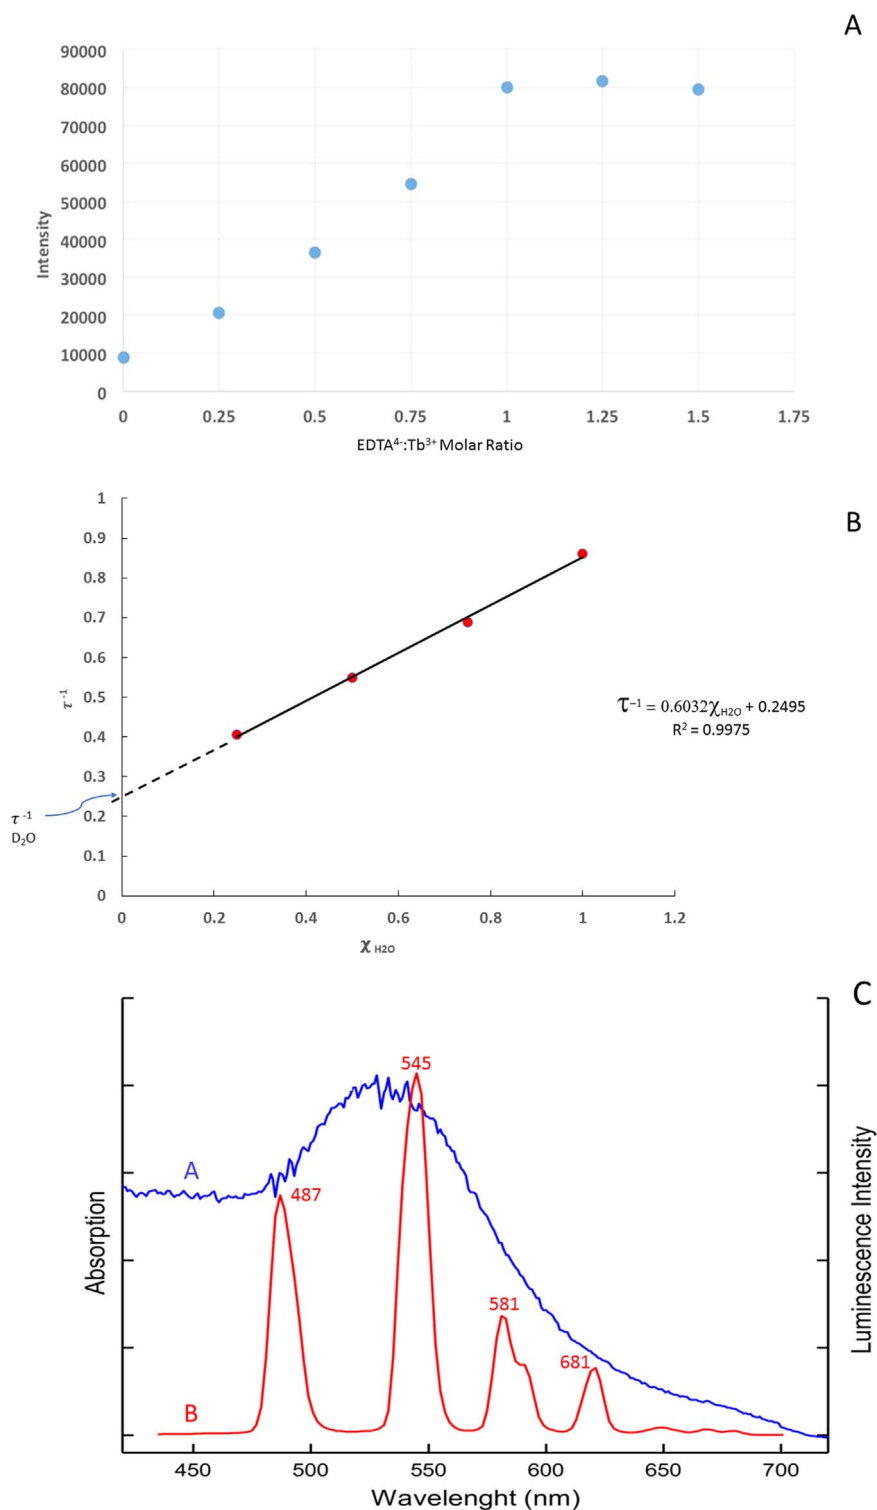 A
90000
80000
70000
60000
50000
40000
30000
20000
10000
0
Intensity
0 0.25 0.5 0.75 1 1.25 1.5 1.75
EDTA⁴⁻:Tb³⁺ Molar Ratio
B
1
0.9
0.8
0.7
0.6
0.5
0.4
0.3
0.2
0.1
0
τ⁻¹
τ⁻¹ = 0.6032χH2O + 0.2495
R² = 0.9975
τ⁻¹
D₂O
0 0.2 0.4 0.6 0.8 1 1.2
χ H2O
C
545
A
487
581
681
B
Absorption
Luminescence Intensity
450 500 550 600 650 700
Wavelenght (nm)